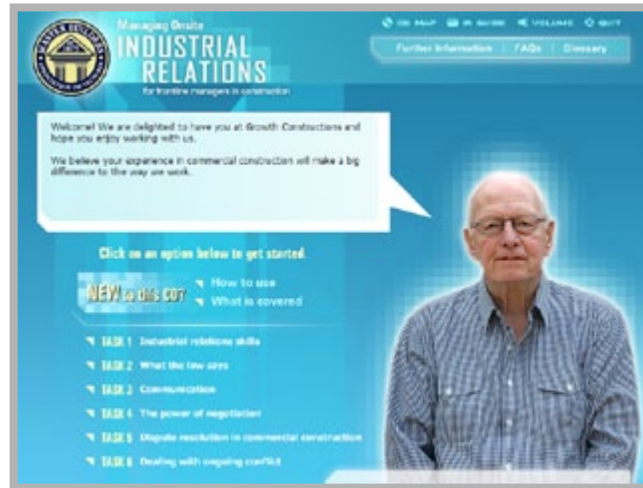 MASTER BUILDERS
Managing Onsite
INDUSTRIAL
RELATIONS
for frontline managers in construction
CD MAP IR GUIDE VOLUME QUIT
Further Information | FAQs | Glossary
Welcome! We are delighted to have you at Growth Constructions and
hope you enjoy working with us.
We believe your experience in commercial construction will make a big
difference to the way we work.
Click on an option below to get started.
NEW to this CD?
How to use
What is covered
TASK 1 Industrial relations skills
TASK 2 What the law says
TASK 3 Communication
TASK 4 The power of negotiation
TASK 5 Dispute resolution in commercial construction
TASK 6 Dealing with ongoing conflict